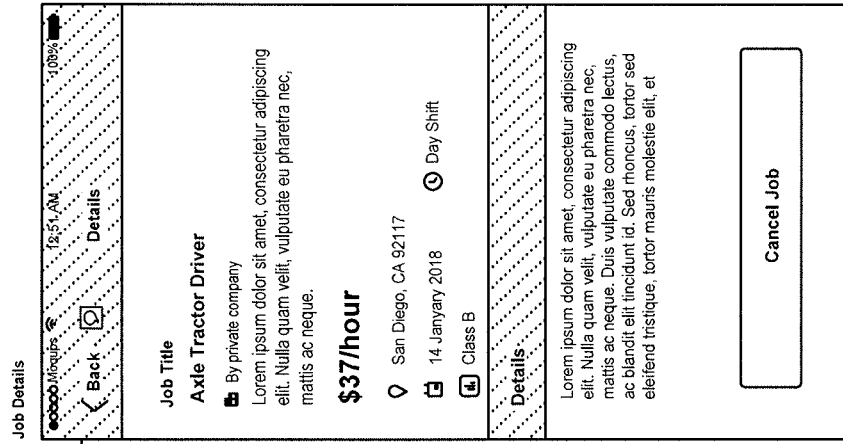 Job Details
Moqups 12:51 AM 100%
Back Details
Job Title
Axle Tractor Driver
By private company
Lorem ipsum dolor sit amet, consectetur adipiscing
elit. Nulla quam velit, vulputate eu pharetra nec,
mattis ac neque.
$37/hour
San Diego, CA 92117
14 Janyary 2018 Day Shift
Class B
Details
Lorem ipsum dolor sit amet, consectetur adipiscing
elit. Nulla quam velit, vulputate eu pharetra nec,
mattis ac neque. Duis vulputate commodo lectus,
ac blandit elit tincidunt id. Sed rhoncus, tortor sed
eleifend tristique, tortor mauris molestie elit, et
Cancel Job